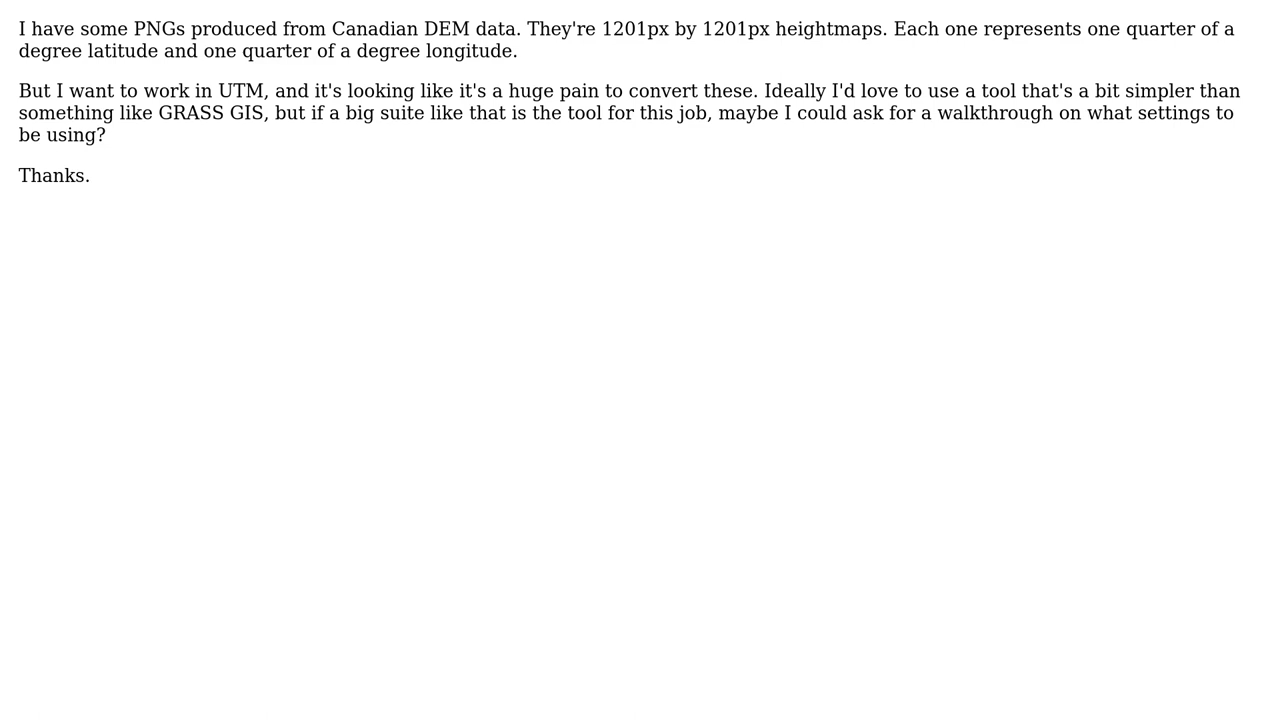 I have some PNGs produced from Canadian DEM data. They're 1201px by 1201px heightmaps. Each one represents one quarter of a
degree latitude and one quarter of a degree longitude.
But I want to work in UTM, and it's looking like it's a huge pain to convert these. Ideally I'd love to use a tool that's a bit simpler than
something like GRASS GIS, but if a big suite like that is the tool for this job, maybe I could ask for a walkthrough on what settings to
be using?
Thanks.